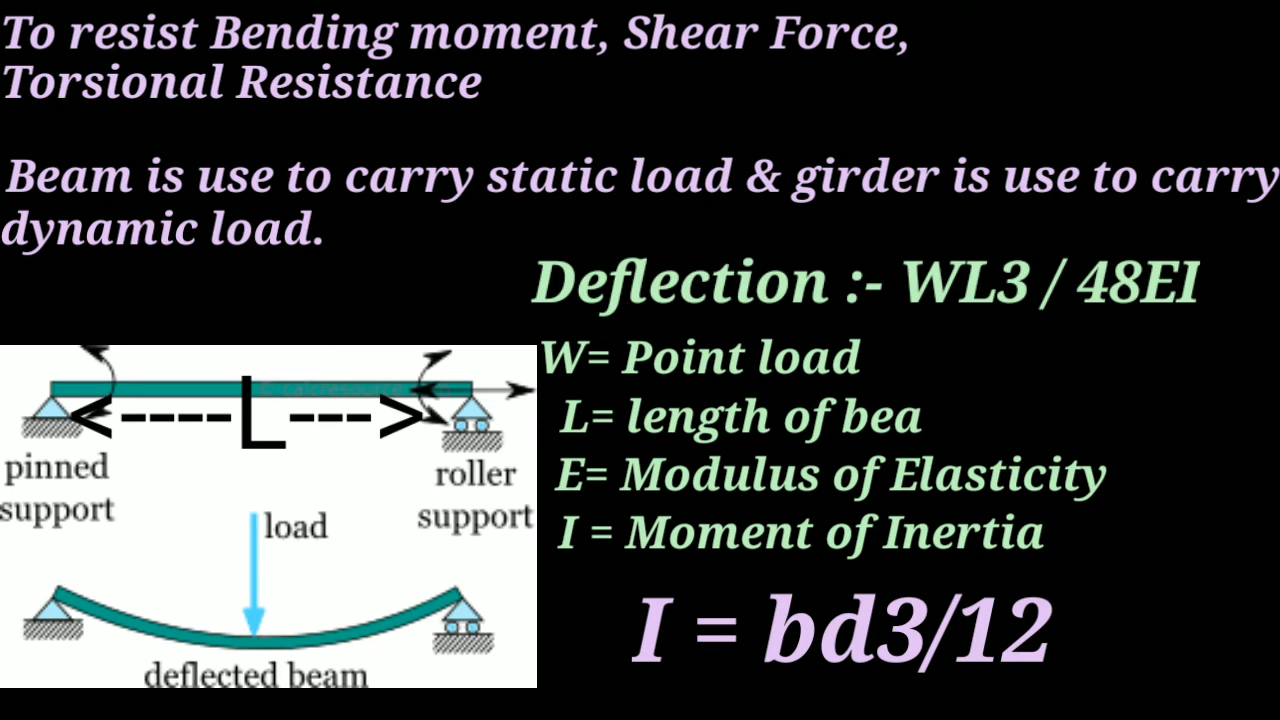 To resist Bending moment, Shear Force,
Torsional Resistance
Beam is use to carry static load & girder is use to carry
dynamic load.
Deflection :- WL3 / 48EI
W= Point load
L= length of bea
E= Modulus of Elasticity
I = Moment of Inertia
I = bd3/12
<----L--->
pinned
support
roller
support
load
deflected beam